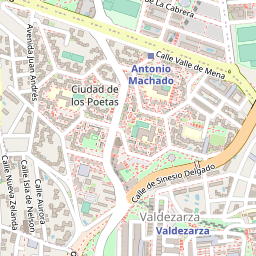 De La Cabrera
Calle Valle de Mena
Avenida Juan Andrés
Antonio
Machado
Ciudad de
los Poetas
Calle de Sinesio Delgado
Calle Aurora
Calle Isla de Nelson
Calle Nueva Zelanda
Valdezarza
Valdezarza